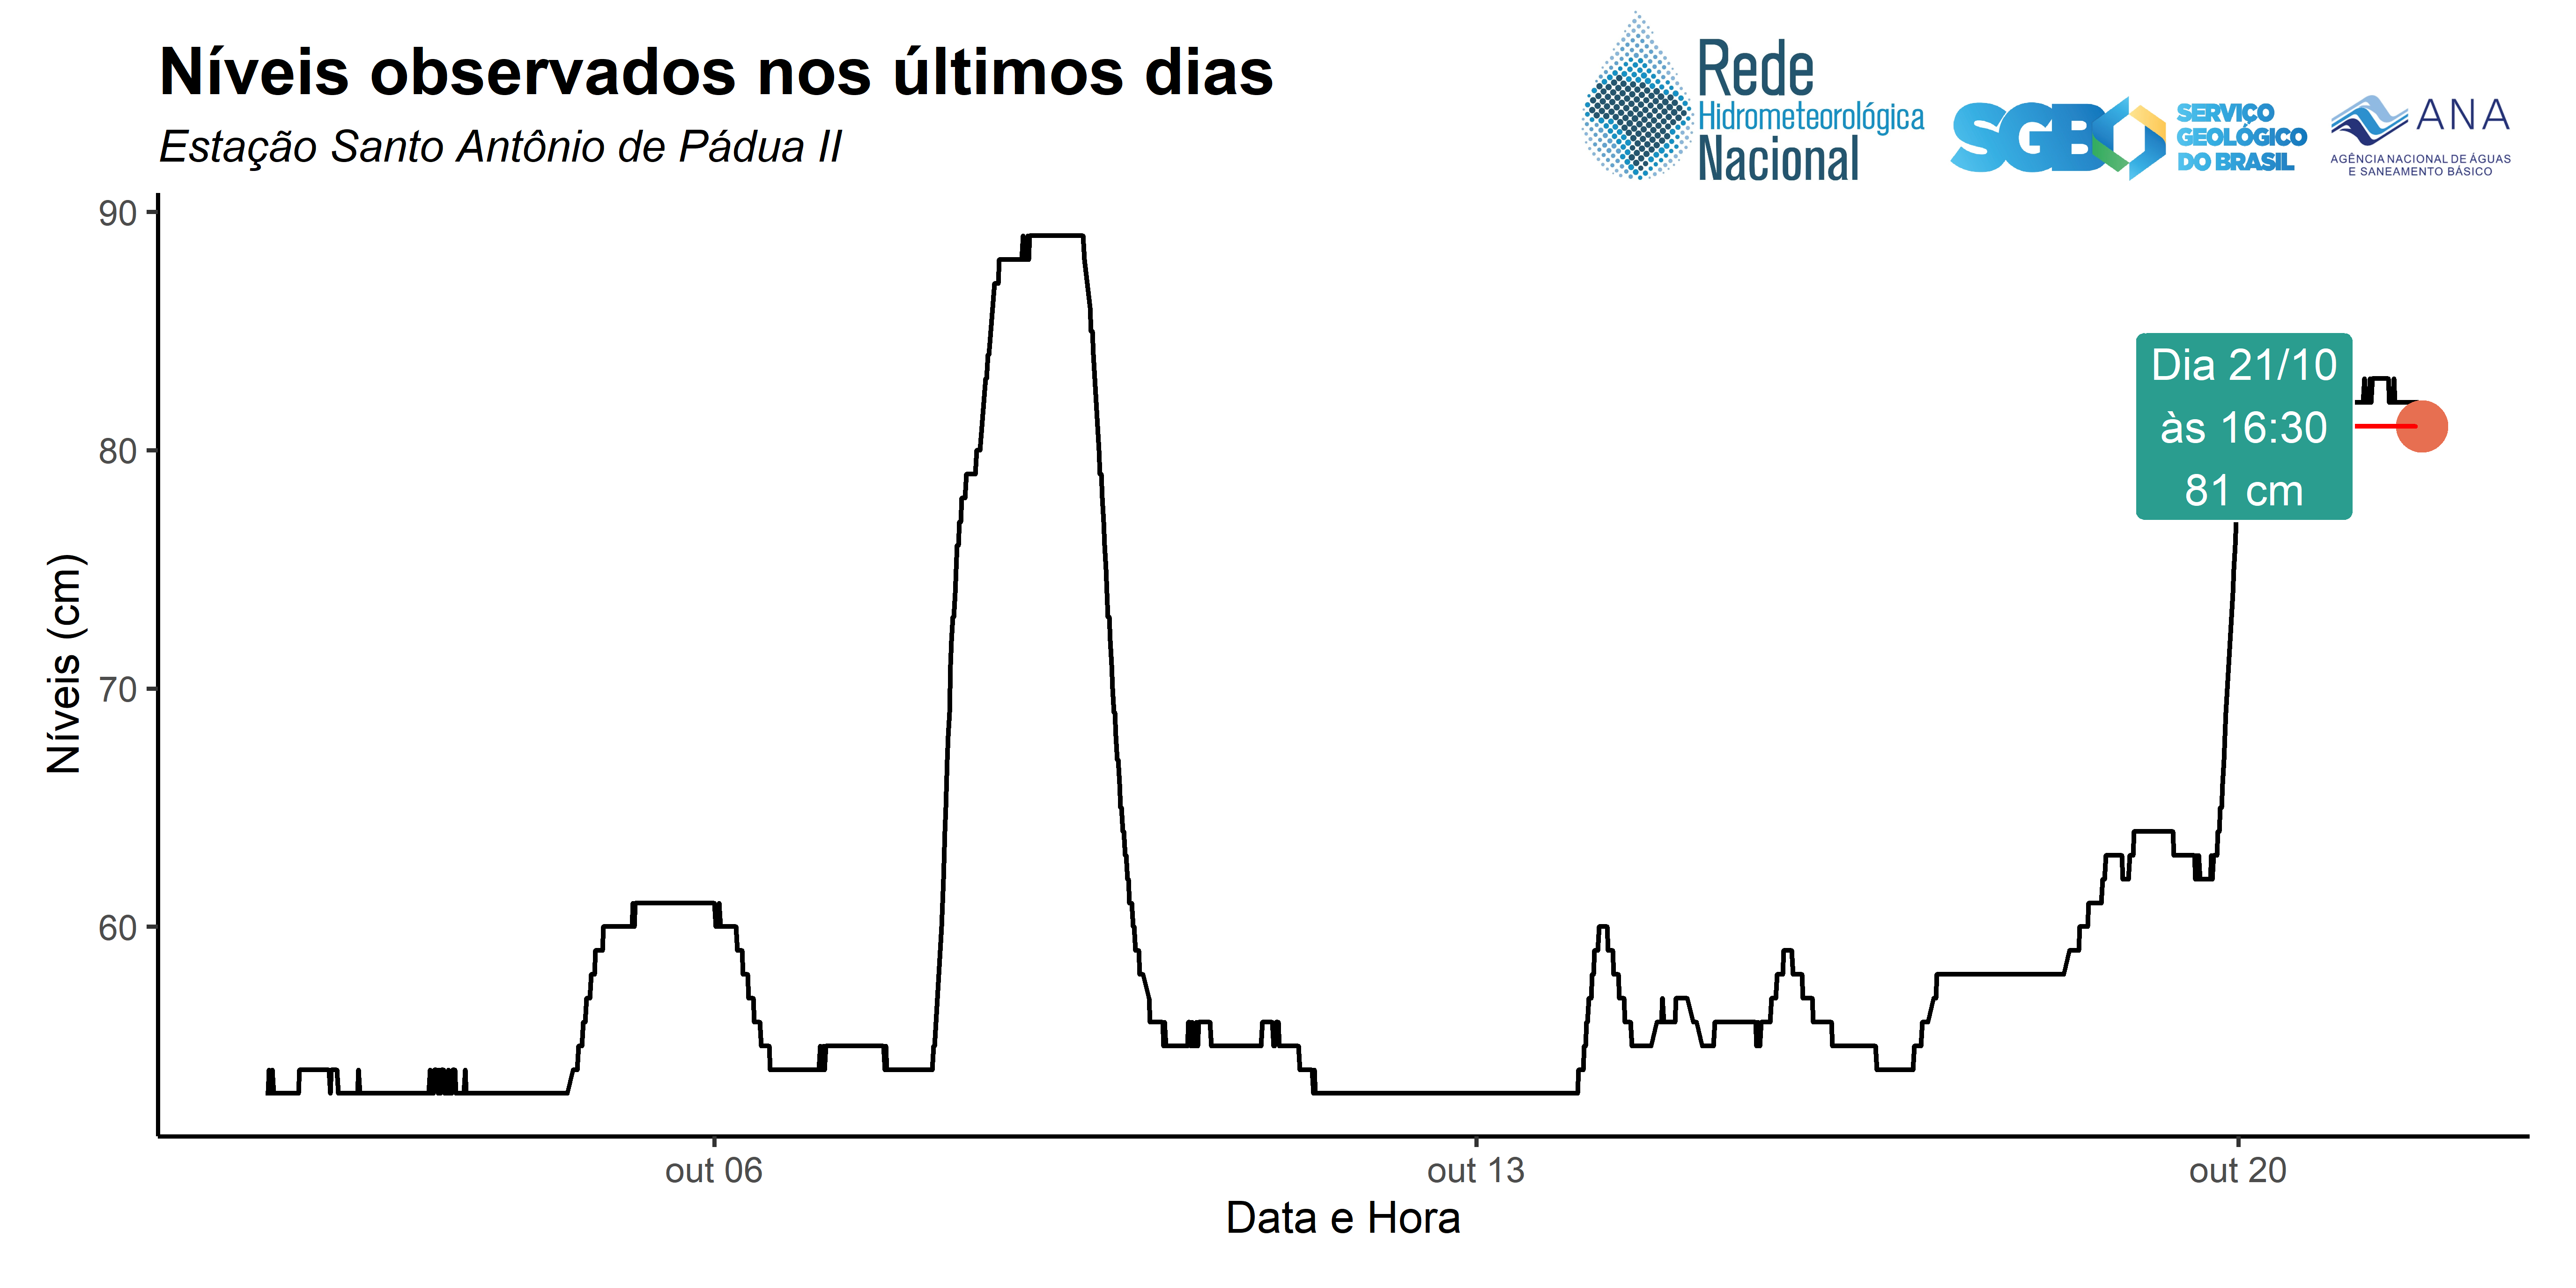 Níveis observados nos últimos dias
Estação Santo Antônio de Pádua II
Rede
Hidrometeorológica
Nacional
SGB
SERVIÇO
GEOLÓGICO
DO BRASIL
ANA
AGÊNCIA NACIONAL DE ÁGUAS
E SANEAMENTO BÁSICO
90
80
70
60
Níveis (cm)
Dia 21/10
às 16:30
81 cm
out 06
out 13
out 20
Data e Hora